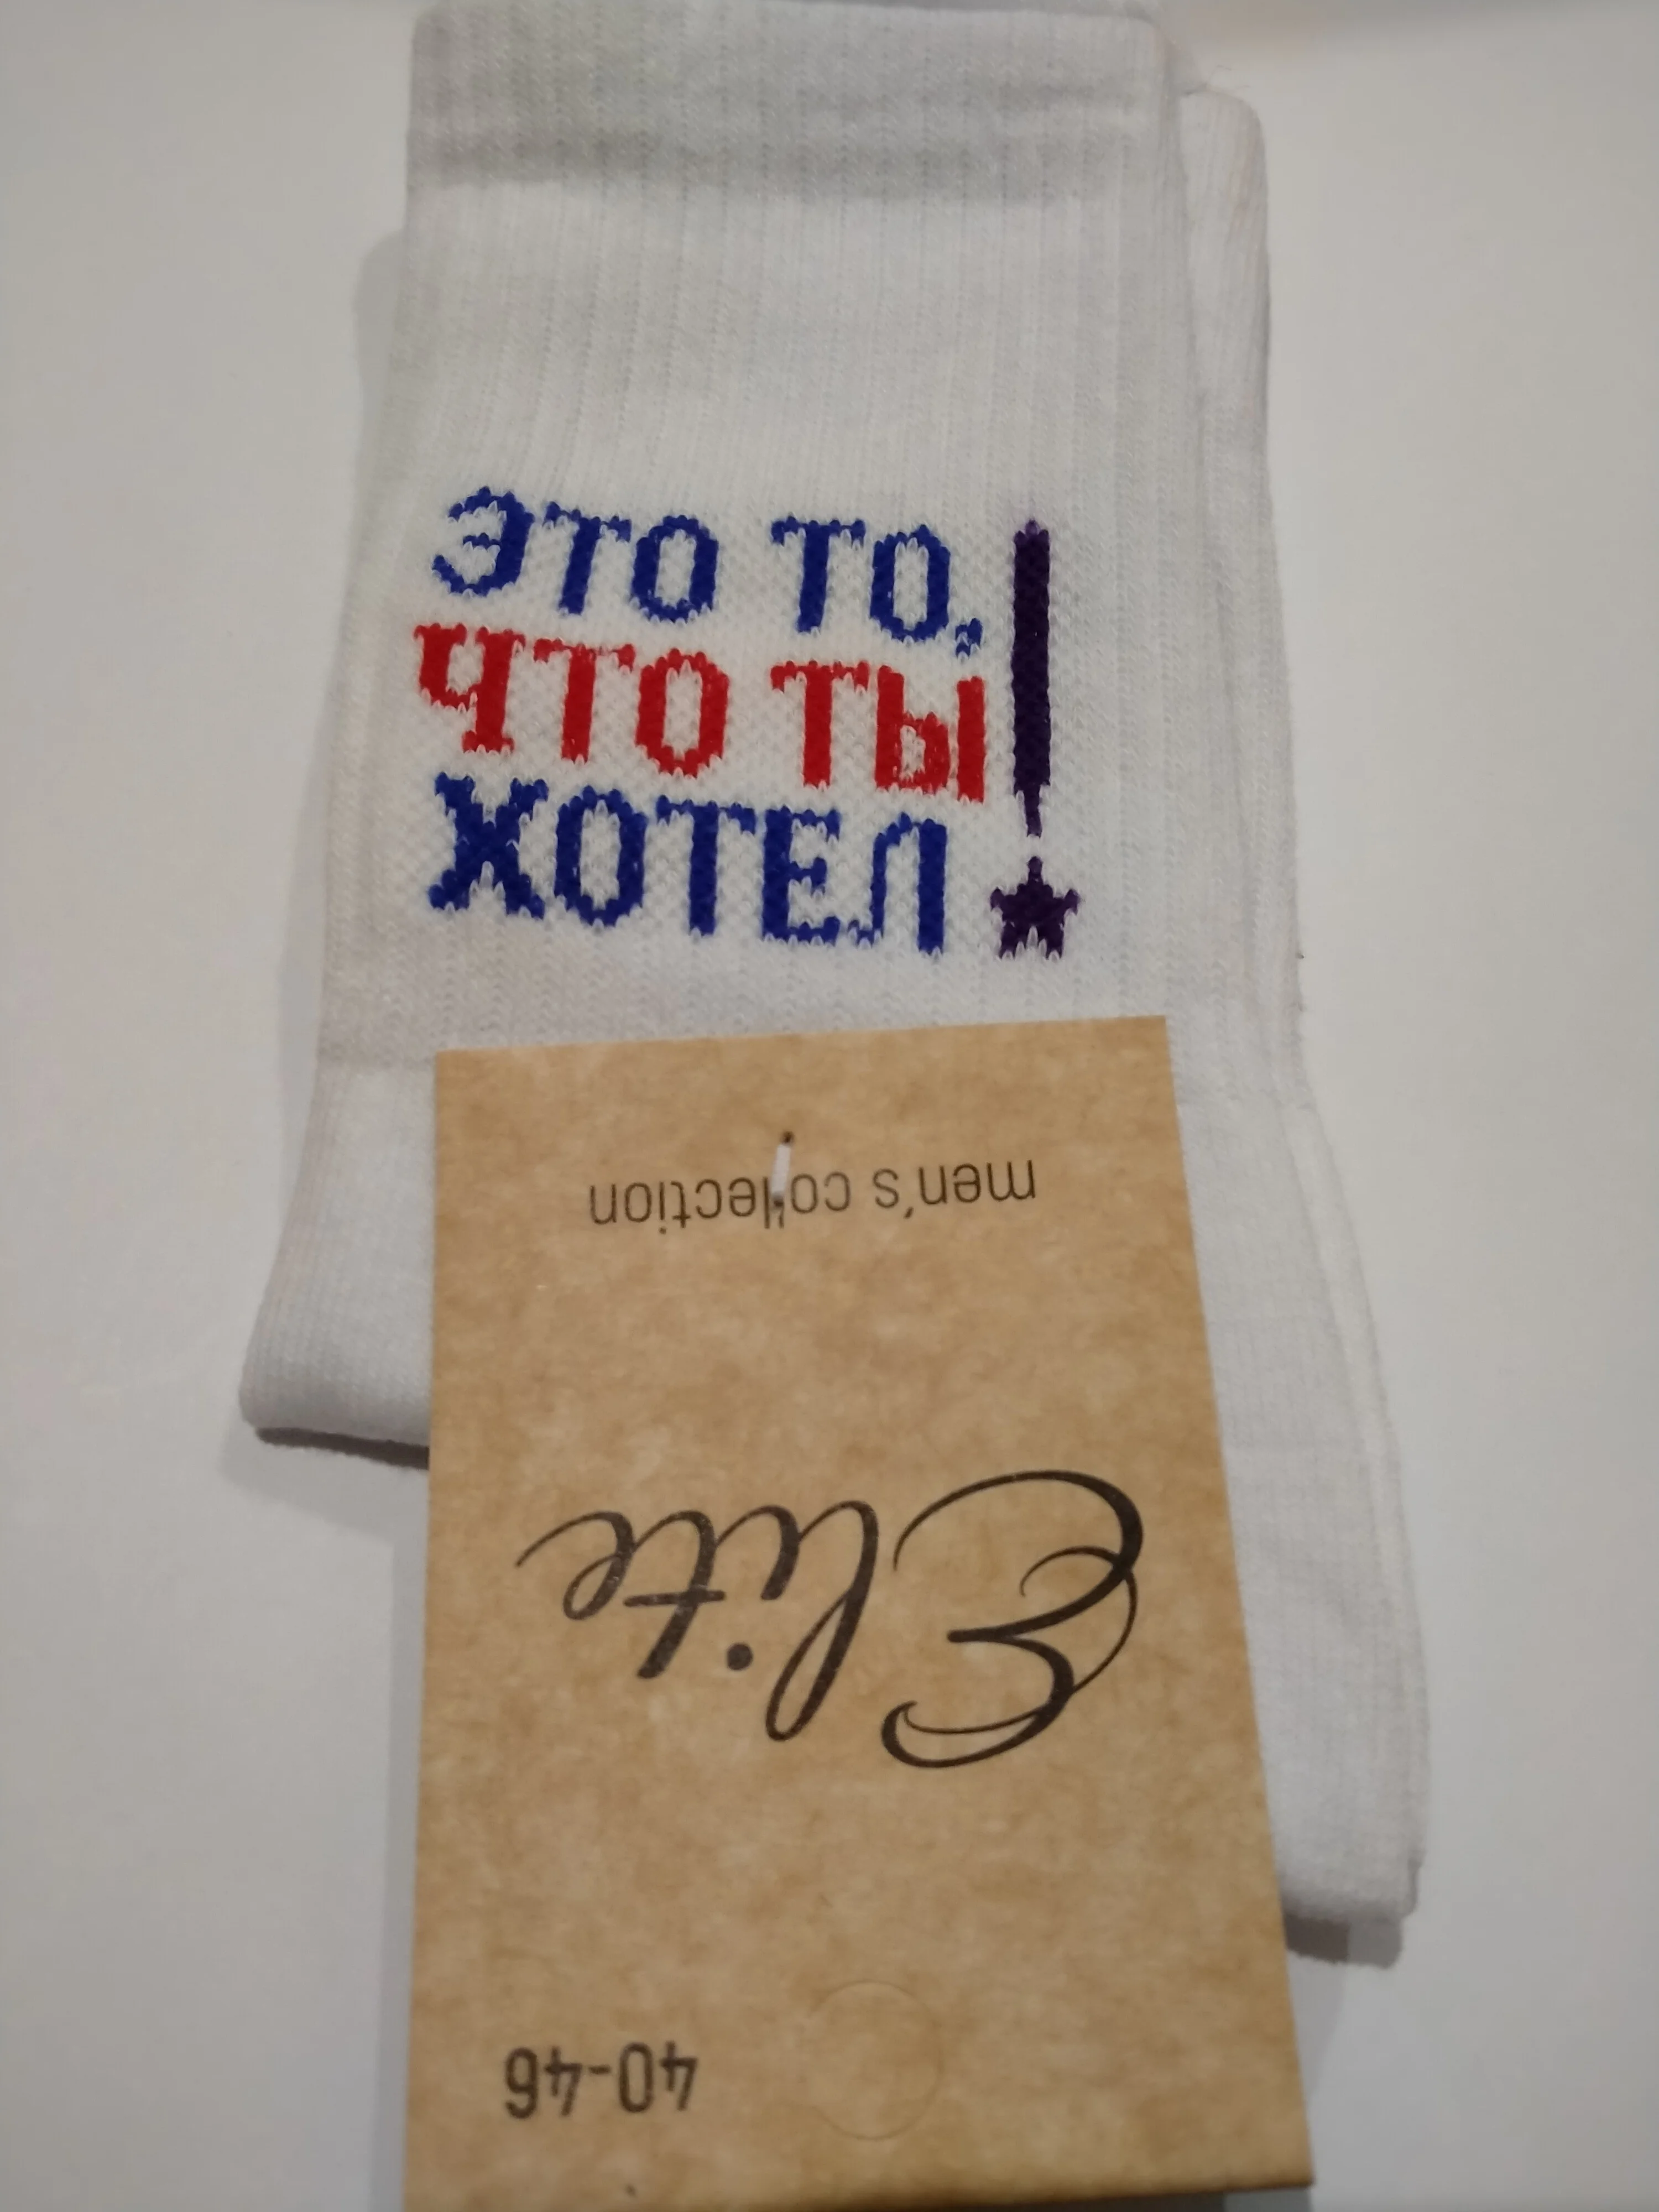 ЭТО ТО,
ЧТО ТЫ
ХОТЕЛ!
men's collection
Elite
40-46